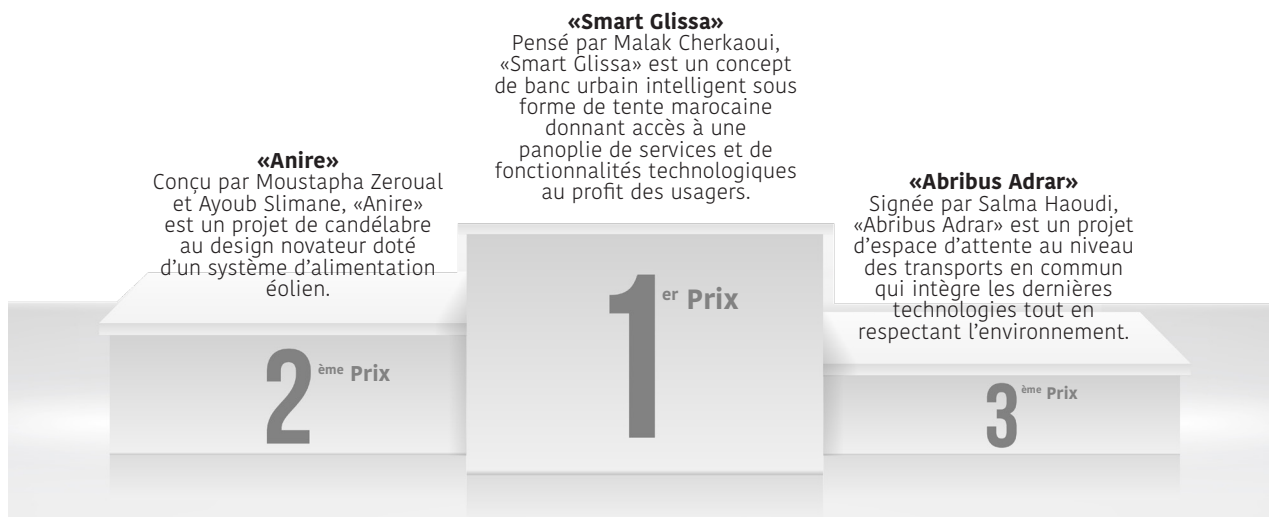 «Smart Glissa»
Pensé par Malak Cherkaoui,
«Smart Glissa» est un concept
de banc urbain intelligent sous
forme de tente marocaine
donnant accès à une
panoplie de services et de
fonctionnalités technologiques
au profit des usagers.
1er Prix
«Anire»
Conçu par Moustapha Zeroual
et Ayoub Slimane, «Anire»
est un projet de candélabre
au design novateur doté
d’un système d’alimentation
éolien.
2ème Prix
«Abribus Adrar»
Signée par Salma Haoudi,
«Abribus Adrar» est un projet
d’espace d’attente au niveau
des transports en commun
qui intègre les dernières
technologies tout en
respectant l’environnement.
3ème Prix